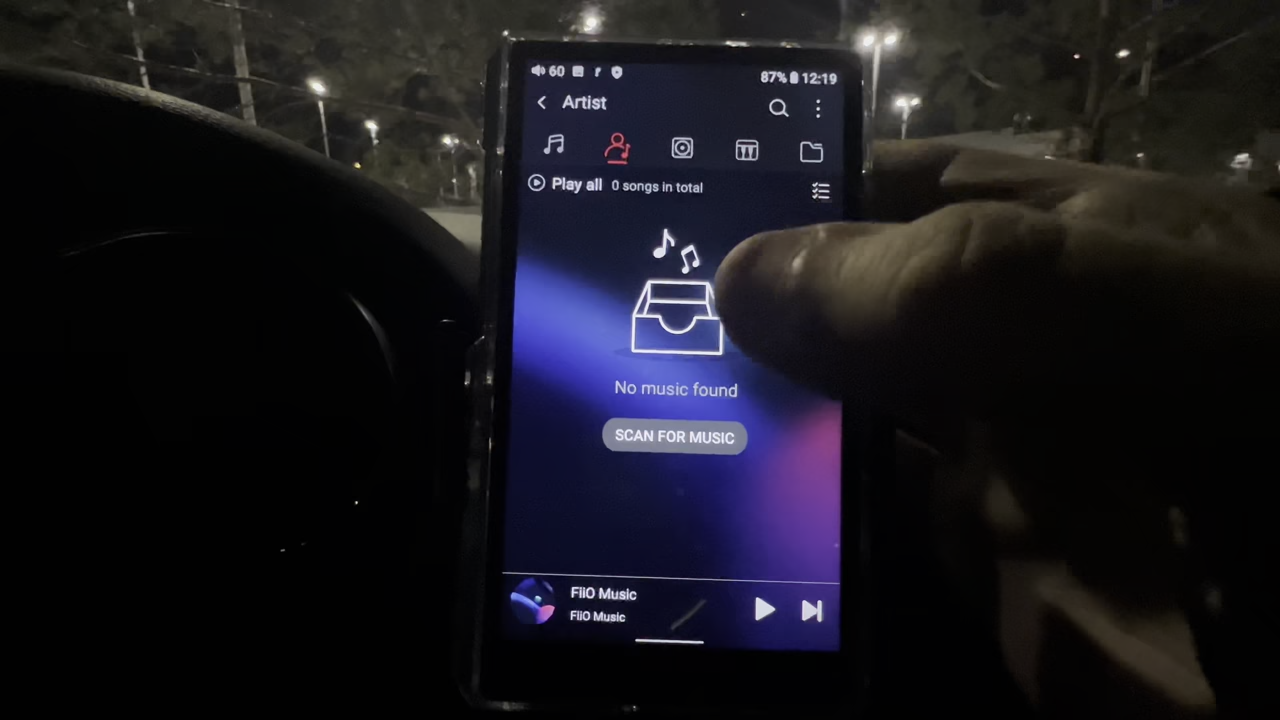 60 87% 12:19
Artist
Play all 0 songs in total
No music found
SCAN FOR MUSIC
FiiO Music
FiiO Music